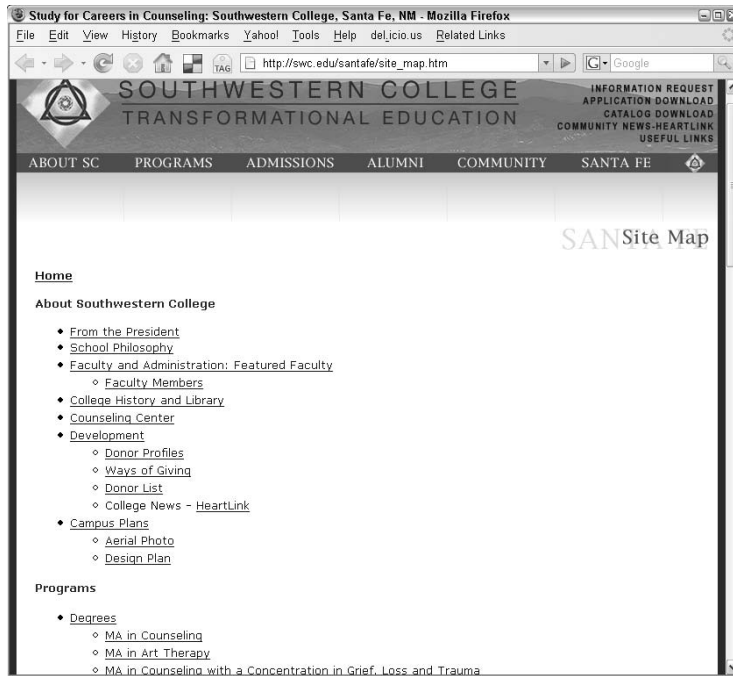 Study for Careers in Counseling: Southwestern College, Santa Fe, NM - Mozilla Firefox
File Edit View History Bookmarks Yahoo! Tools Help del.icio.us Related Links
TAG http://swc.edu/santafe/site_map.htm G Google
SOUTHWESTERN COLLEGE
TRANSFORMATIONAL EDUCATION
INFORMATION REQUEST
APPLICATION DOWNLOAD
CATALOG DOWNLOAD
COMMUNITY NEWS-HEARTLINK
USEFUL LINKS
ABOUT SC PROGRAMS ADMISSIONS ALUMNI COMMUNITY SANTA FE
SANTA FE
Site Map
Home
About Southwestern College
From the President
School Philosophy
Faculty and Administration: Featured Faculty
Faculty Members
College History and Library
Counseling Center
Development
Donor Profiles
Ways of Giving
Donor List
College News - HeartLink
Campus Plans
Aerial Photo
Design Plan
Programs
Degrees
MA in Counseling
MA in Art Therapy
MA in Counseling with a Concentration in Grief, Loss and Trauma